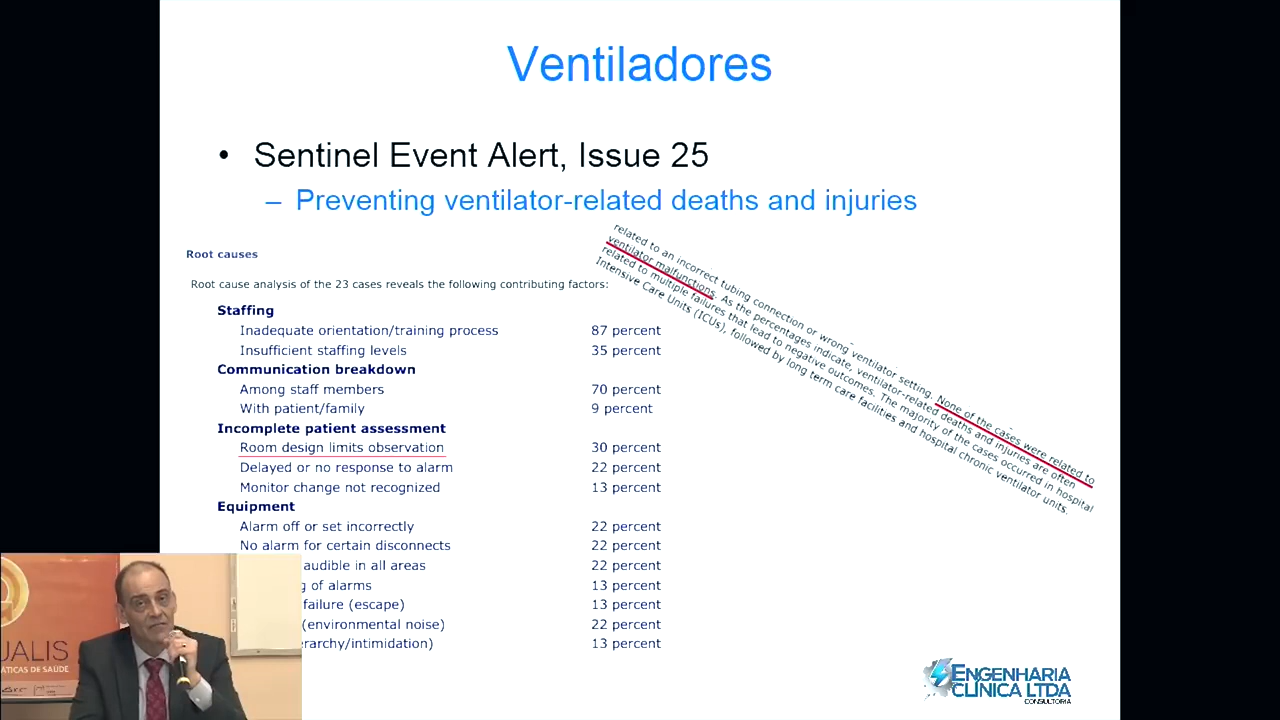 Ventiladores
• Sentinel Event Alert, Issue 25
– Preventing ventilator-related deaths and injuries
related to an incorrect tubing connection or wrong ventilator setting. None of the cases were related to
ventilator malfunctions. As the percentages indicate, ventilator-related deaths and injuries are often
related to multiple failures that lead to negative outcomes. The majority of the cases occurred in hospital
Intensive Care Units (ICUs), followed by long term care facilities and hospital chronic ventilator units.
Root causes
Root cause analysis of the 23 cases reveals the following contributing factors:
Staffing
Inadequate orientation/training process 87 percent
Insufficient staffing levels 35 percent
Communication breakdown
Among staff members 70 percent
With patient/family 9 percent
Incomplete patient assessment
Room design limits observation 30 percent
Delayed or no response to alarm 22 percent
Monitor change not recognized 13 percent
Equipment
Alarm off or set incorrectly 22 percent
No alarm for certain disconnects 22 percent
audible in all areas 22 percent
g of alarms 13 percent
failure (escape) 13 percent
(environmental noise) 22 percent
erarchy/intimidation) 13 percent
UALIS
ÁTICAS DE SAÚDE
ENGENHARIA
CLÍNICA LTDA
CONSULTORIA